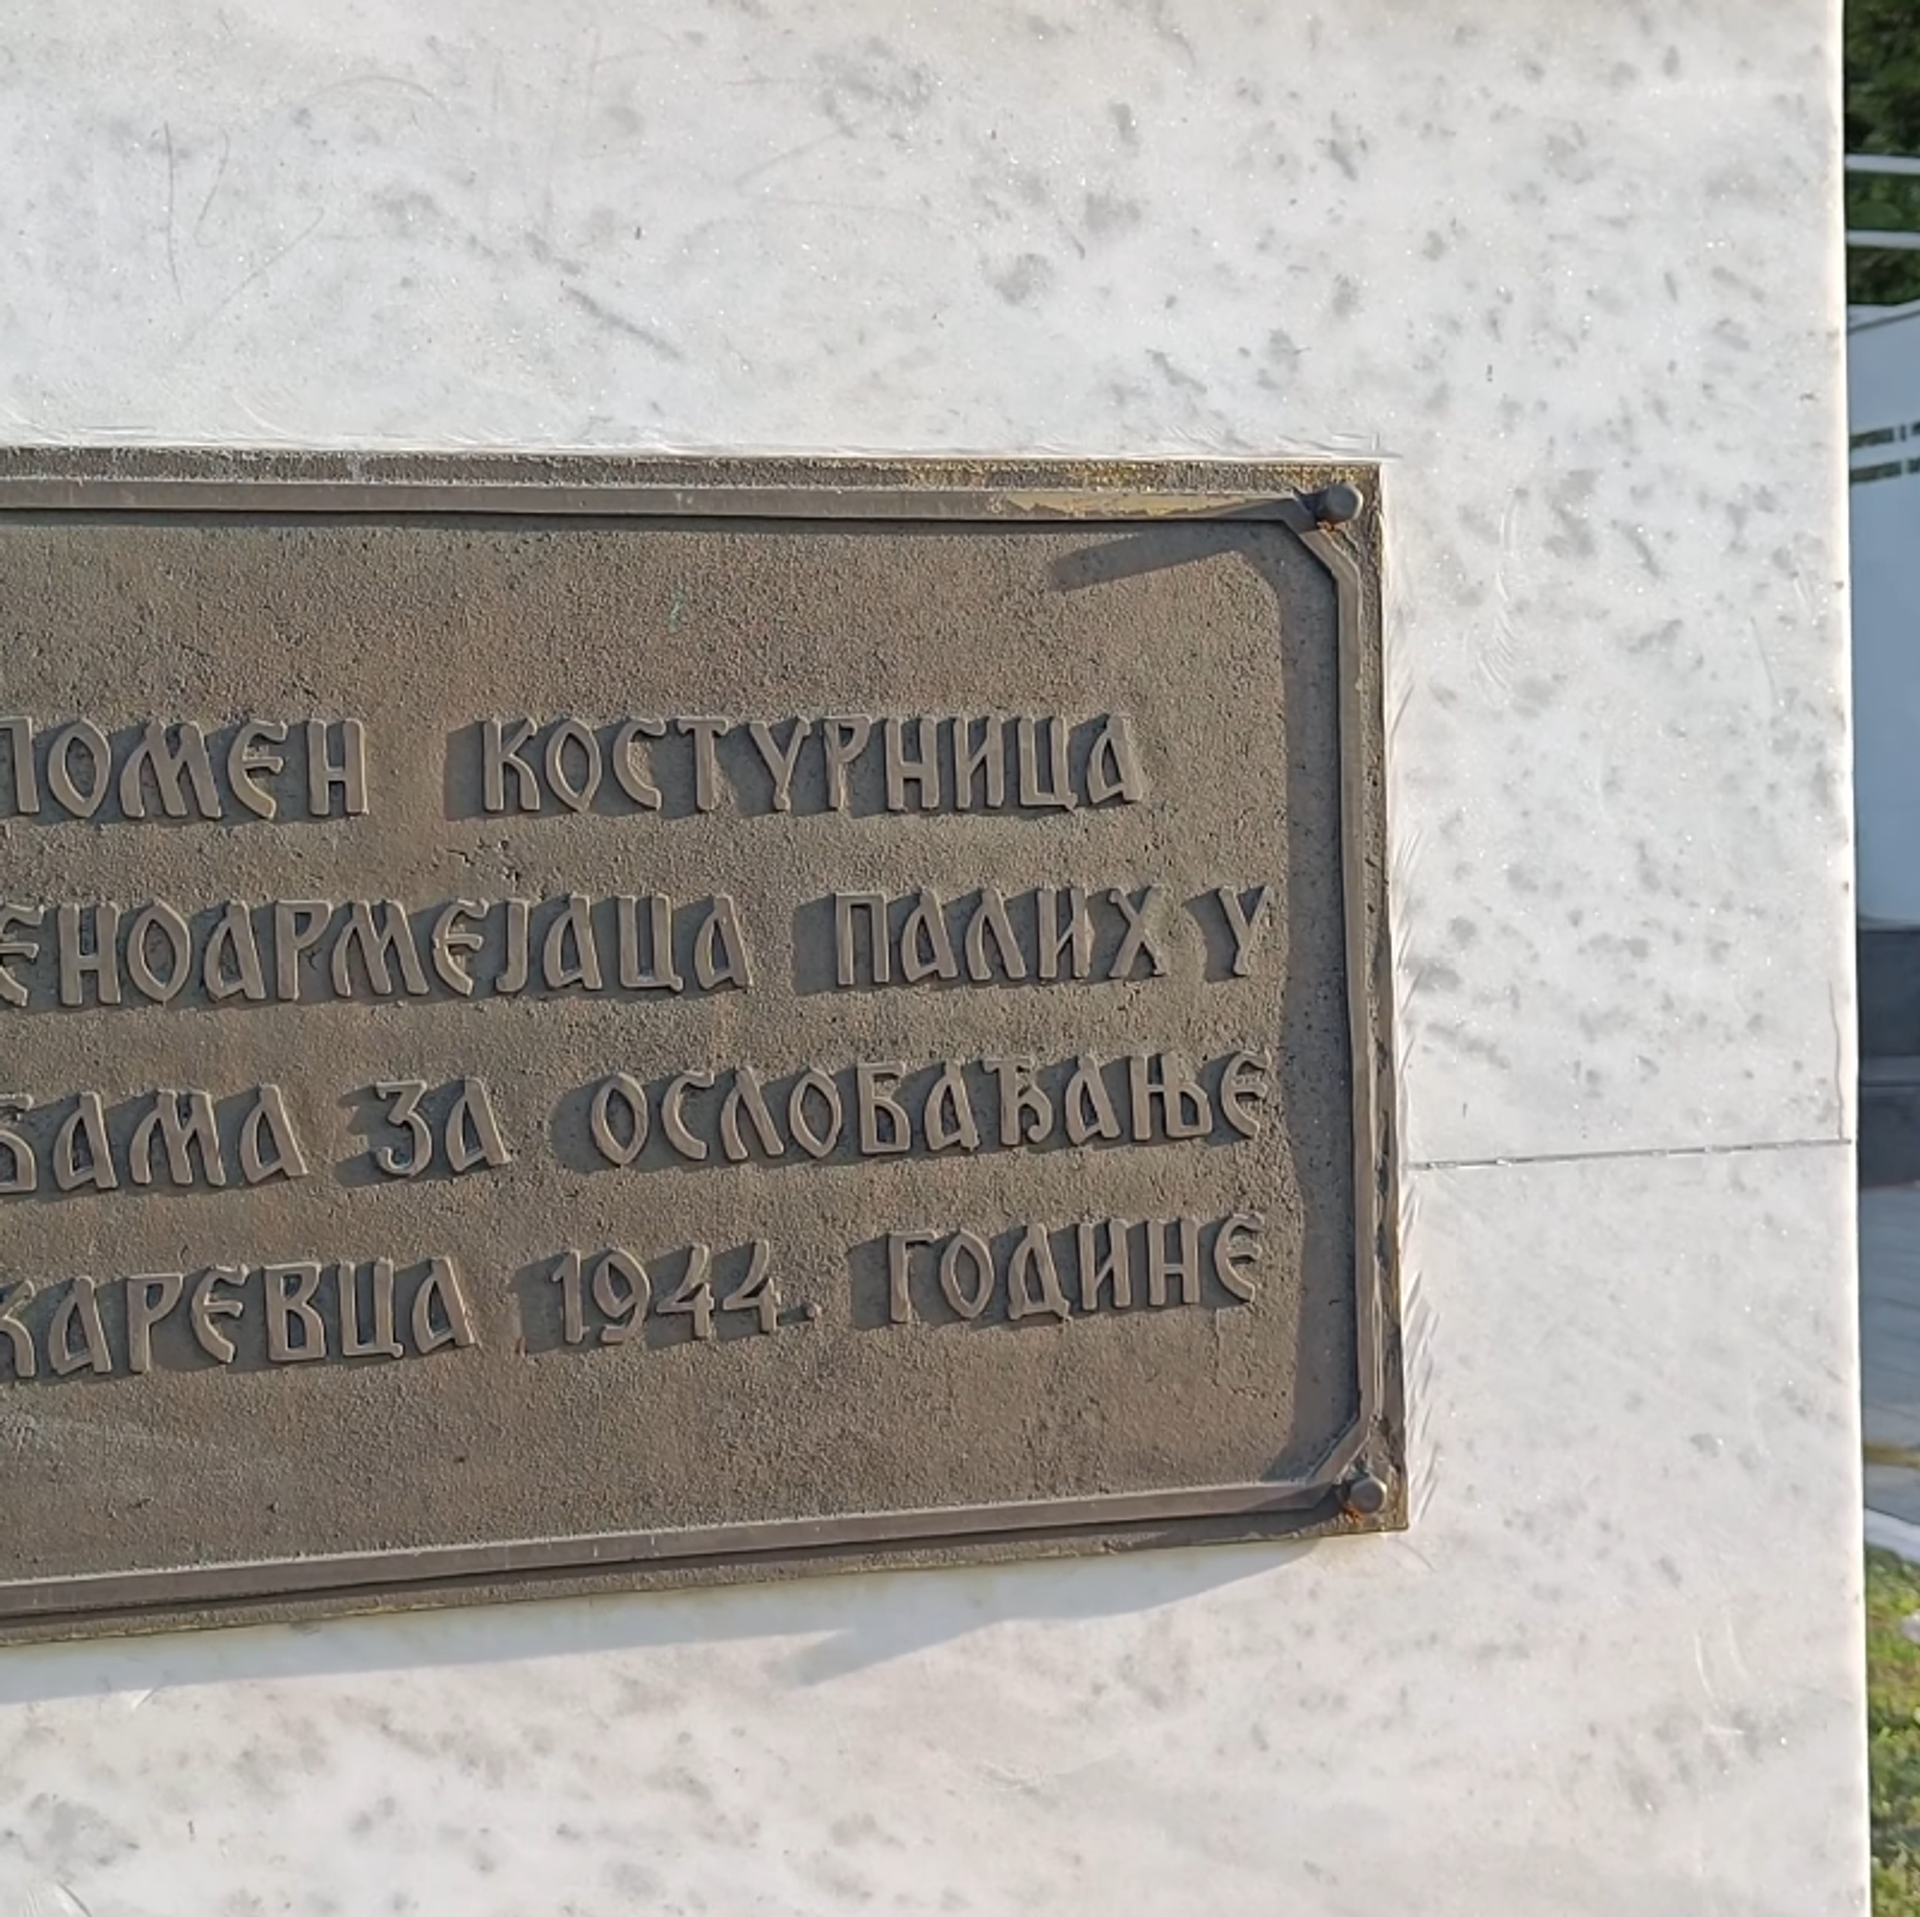 ПОМЕН КОСТУРНИЦА
ЕНОАРМЕЈАЦА ПАЛИХ У
БАМА ЗА ОСЛОБАЂАЊЕ
КАРЕВЦА 1944. ГОДИНЕ